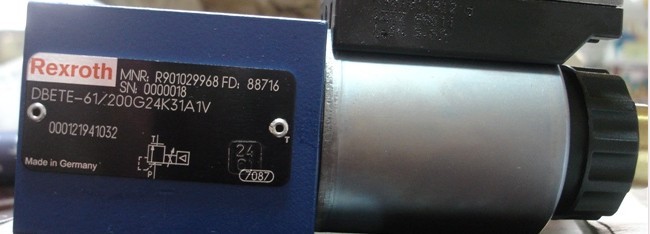 Rexroth MNR: R901029968 FD: 88716
SN: 0000018
DBETE-61/200G24K31A1V
000121941032
T
T
24
P
Made in Germany
7087